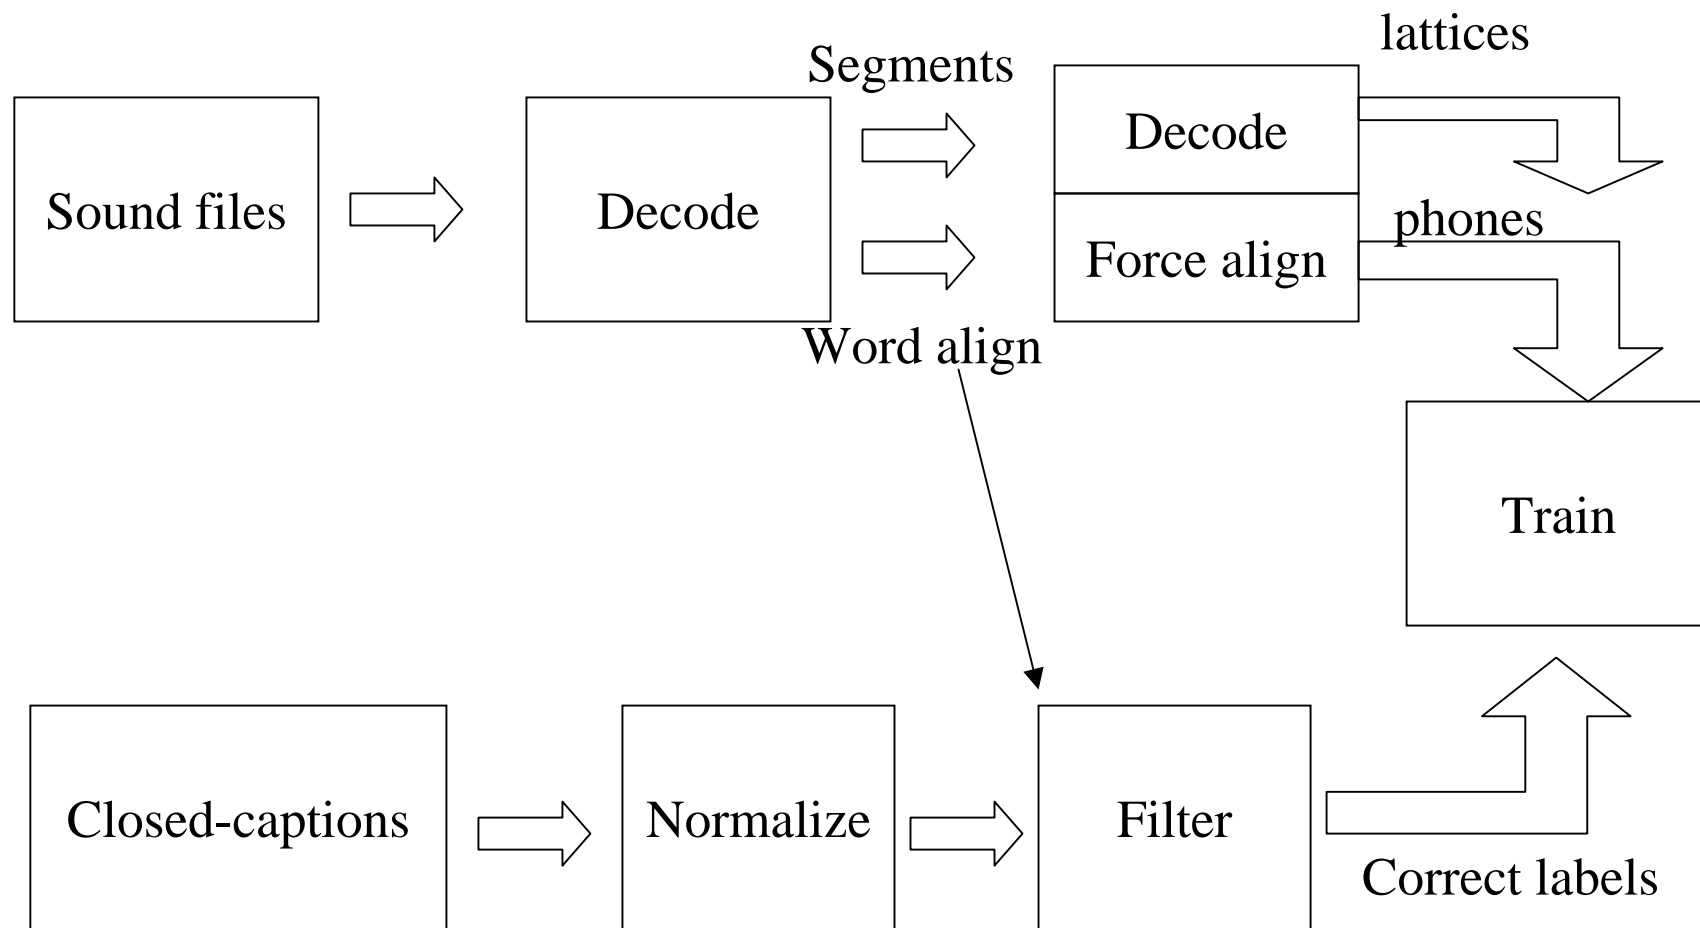 lattices
Segments
Decode
Sound files
Decode
phones
Force align
Word align
Train
Closed-captions
Normalize
Filter
Correct labels